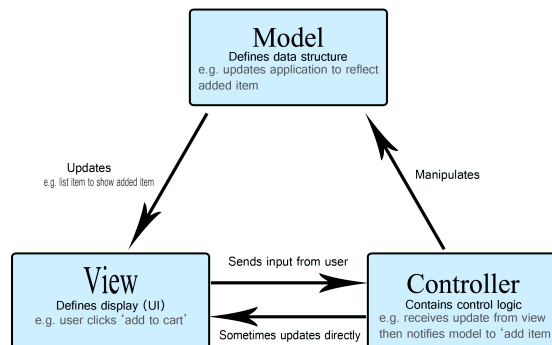 Model
Defines data structure
e.g. updates application to reflect
added item
Updates
e.g. list item to show added item
Manipulates
View
Defines display (UI)
e.g. user clicks 'add to cart'
Sends input from user
Sometimes updates directly
Controller
Contains control logic
e.g. receives update from view
then notifies model to 'add item